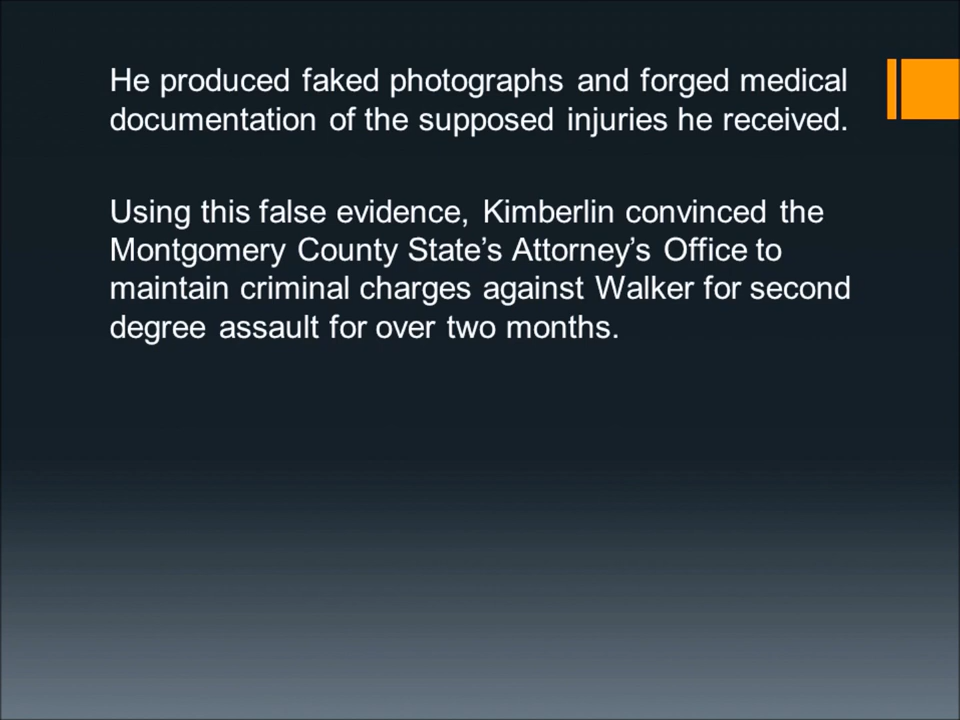 He produced faked photographs and forged medical
documentation of the supposed injuries he received.
Using this false evidence, Kimberlin convinced the
Montgomery County State’s Attorney’s Office to
maintain criminal charges against Walker for second
degree assault for over two months.